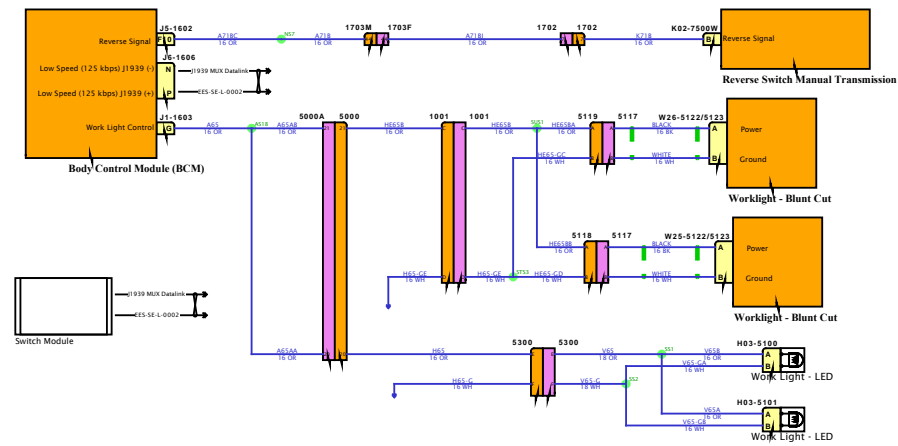 J5-1602
Reverse Signal
F
0
A718C
16 OR
NS7
A718
16 OR
1703M
1703F
A718J
16 OR
1702
1702
K718
16 OR
K02-7500W
B
Reverse Signal
Reverse Switch Manual Transmission
J6-1606
Low Speed (125 kbps) J1939 (-)
N
J1939 MUX Datalink
Low Speed (125 kbps) J1939 (+)
P
EES-SE-L-0002
J1-1603
Work Light Control
G
A65
16 OR
AS18
A65AB
16 OR
5000A
5000
21
21
HE65B
16 OR
1001
1001
C
SUS1
HE65BA
16 OR
5119
5117
A
A
BLACK
16 BK
W26-5122/5123
A
Power
HE65-GC
16 WH
B
B
WHITE
16 WH
B
Ground
Worklight - Blunt Cut
Body Control Module (BCM)
HE65BB
16 OR
5118
5117
A
A
BLACK
16 BK
W25-5122/5123
A
Power
H65-GE
16 WH
H65-GE
16 WH
STS3
HE65-GD
16 WH
WHITE
16 WH
B
Ground
Worklight - Blunt Cut
J1939 MUX Datalink
EES-SE-L-0002
Switch Module
A65AA
16 OR
H65
16 OR
5300
5300
V65
18 OR
SS1
V65B
16 OR
H03-5100
A
H65-G
16 WH
V65-G
18 WH
SS2
V65-GA
16 WH
B
Work Light - LED
V65A
16 OR
H03-5101
A
V65-GB
16 WH
B
Work Light - LED